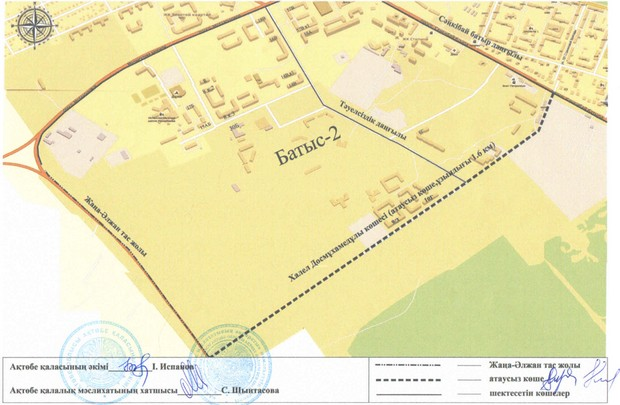 Сәңкібай батыр даңғылы
Тәуелсіздік даңғылы
Батыс-2
Халел Досмұхамедұлы көшесі (атаусыз көше, ұзындығы 1,6 км)
Жаңа-Әлжан тас жолы
Ақтөбе қаласының әкімі І. Испанов
Жаңа-Әлжан тас жолы
атаусыз көше
Ақтөбе қалалық мәслихатының хатшысы С. Шынтасова
шектесетін көшелер